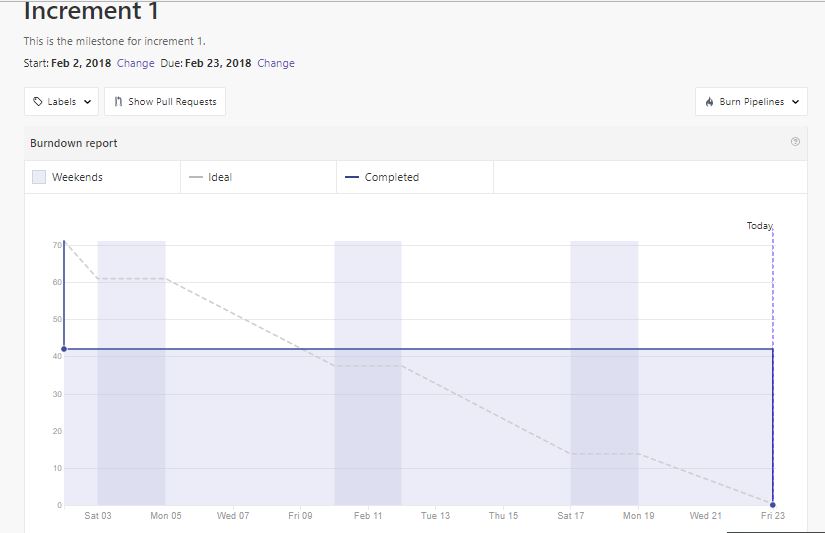 Increment 1
This is the milestone for increment 1.
Start: Feb 2, 2018 Change Due: Feb 23, 2018 Change
Labels Show Pull Requests Burn Pipelines
Burndown report
Weekends Ideal Completed
Today
70
60
50
40
30
20
10
0
Sat 03 Mon 05 Wed 07 Fri 09 Feb 11 Tue 13 Thu 15 Sat 17 Mon 19 Wed 21 Fri 23